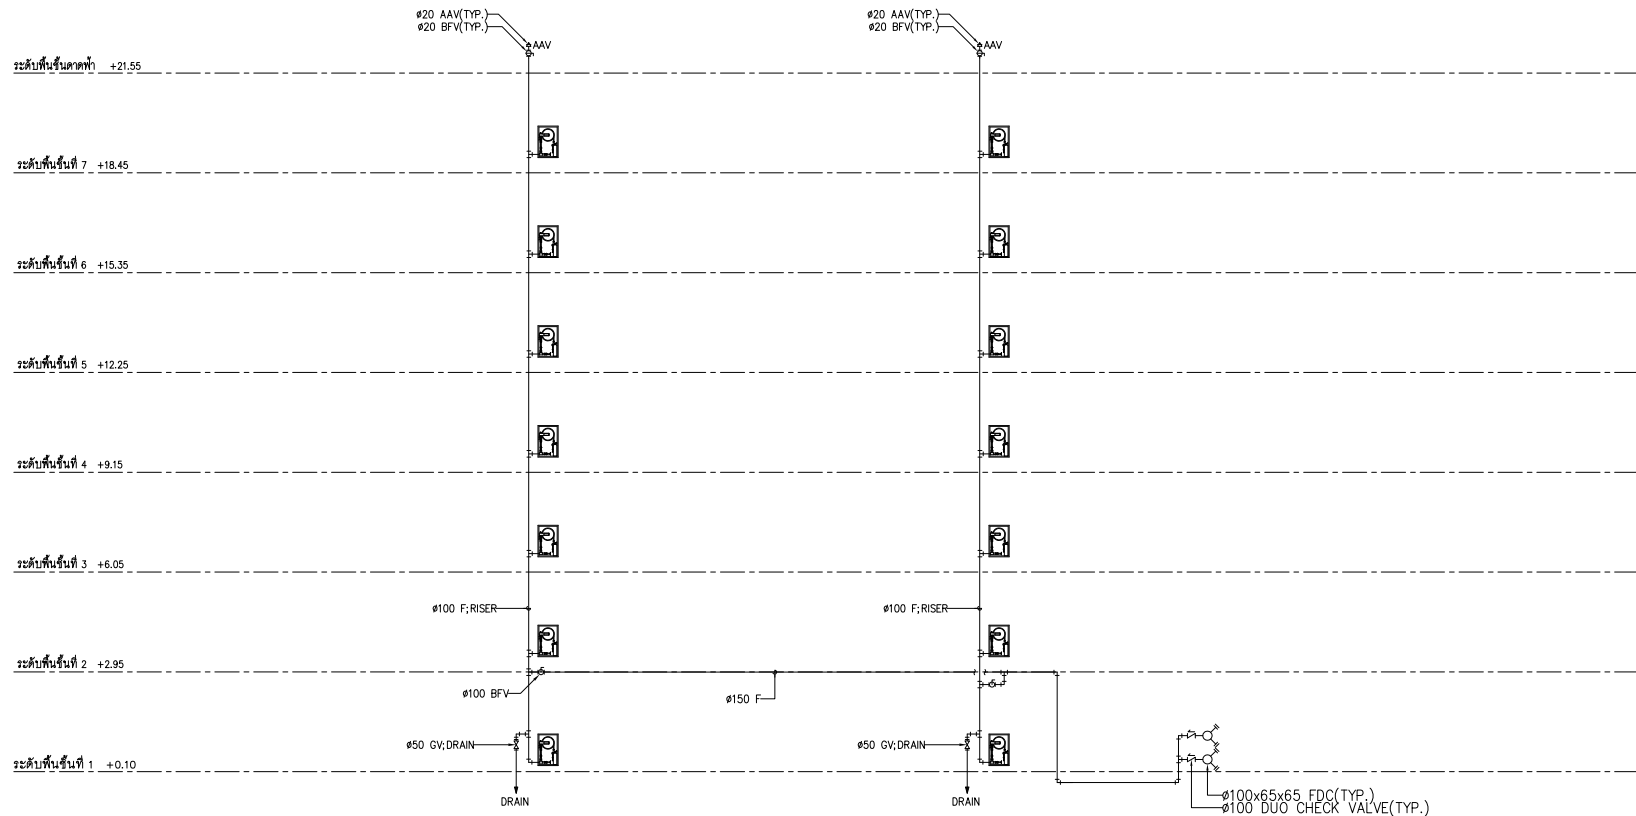 ø20 AAV(TYP.)
ø20 BFV(TYP.)
AAV
ø20 AAV(TYP.)
ø20 BFV(TYP.)
AAV
ระดับพื้นชั้นดาดฟ้า +21.55
ระดับพื้นชั้นที่ 7 +18.45
ระดับพื้นชั้นที่ 6 +15.35
ระดับพื้นชั้นที่ 5 +12.25
ระดับพื้นชั้นที่ 4 +9.15
ระดับพื้นชั้นที่ 3 +6.05
ø100 F;RISER
ø100 F;RISER
ระดับพื้นชั้นที่ 2 +2.95
ø100 BFV
ø150 F
ø50 GV;DRAIN
ø50 GV;DRAIN
ระดับพื้นชั้นที่ 1 +0.10
DRAIN
DRAIN
ø100x65x65 FDC(TYP.)
ø100 DUO CHECK VALVE(TYP.)